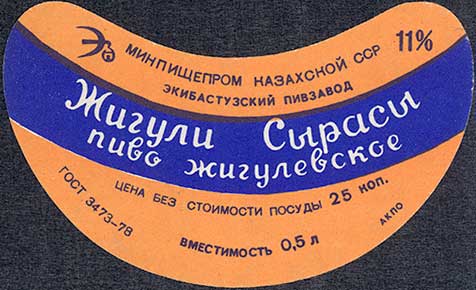 МИНПИЩЕПРОМ КАЗАХСКОЙ ССР 11%
ЭКИБАСТУЗСКИЙ ПИВЗАВОД
Жигули Сырасы
пиво жигулевское
ГОСТ 3473-78
ЦЕНА БЕЗ СТОИМОСТИ ПОСУДЫ 25 КОП.
АКПО
ВМЕСТИМОСТЬ 0,5 л